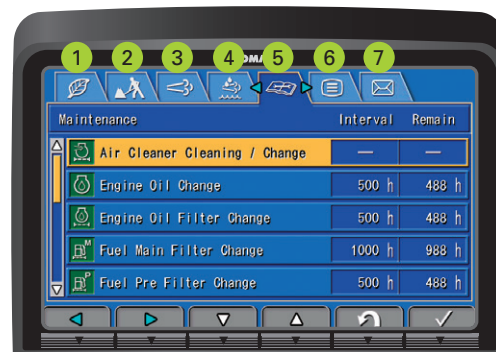 1 2 3 4 5 6 7
Maintenance Interval Remain
Air Cleaner Cleaning / Change — —
Engine Oil Change 500 h 488 h
Engine Oil Filter Change 500 h 488 h
M Fuel Main Filter Change 1000 h 988 h
P Fuel Pre Filter Change 500 h 488 h